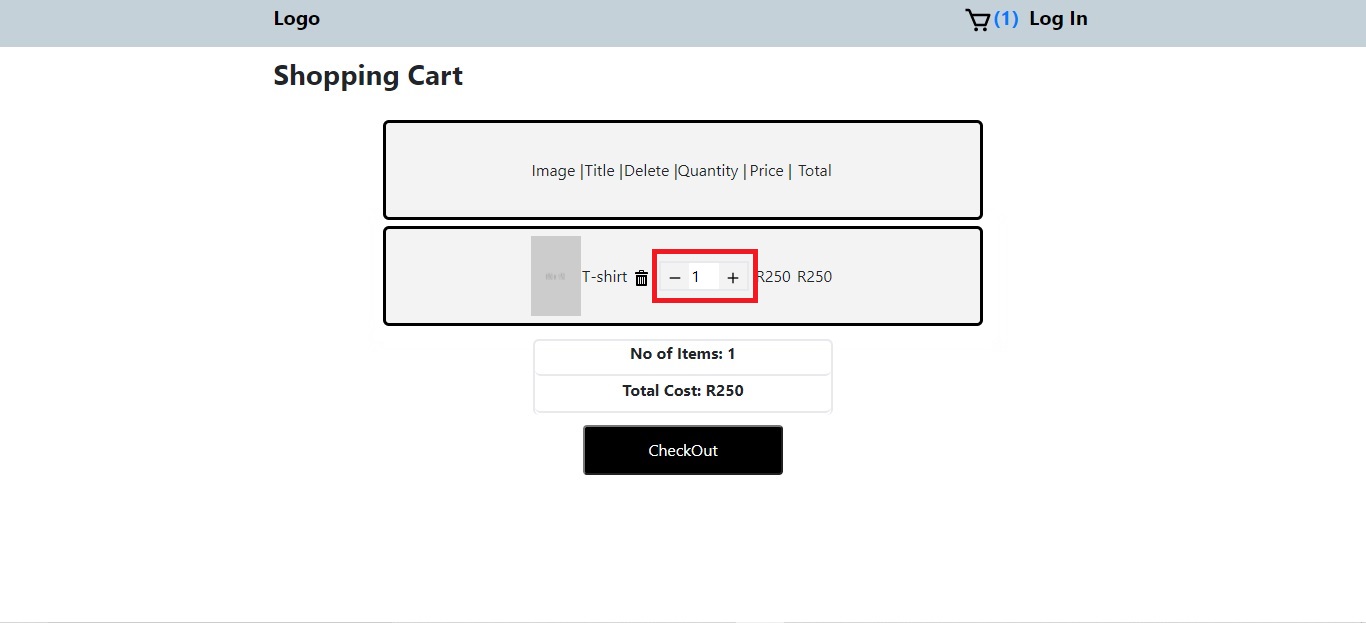 Logo
(1) Log In
Shopping Cart
Image |Title |Delete |Quantity | Price | Total
T-shirt − 1 + R250 R250
No of Items: 1
Total Cost: R250
CheckOut